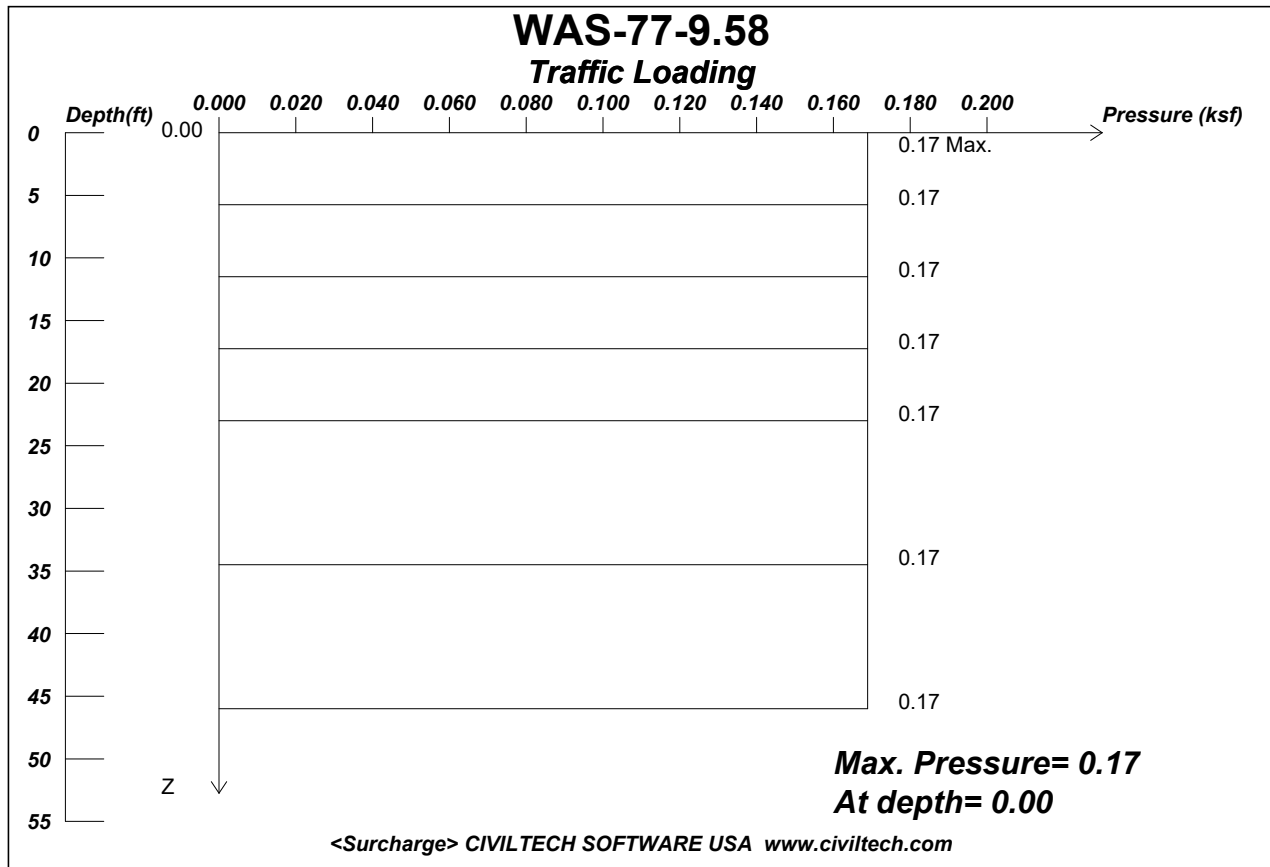 WAS-77-9.58
Traffic Loading
0.000 0.020 0.040 0.060 0.080 0.100 0.120 0.140 0.160 0.180 0.200
Depth(ft) Pressure (ksf)
0 0.00
0.17 Max.
5 0.17
10 0.17
15
0.17
20
0.17
25
30
0.17
35
40
45 0.17
50
Max. Pressure= 0.17
Z
At depth= 0.00
55
<Surcharge> CIVILTECH SOFTWARE USA www.civiltech.com